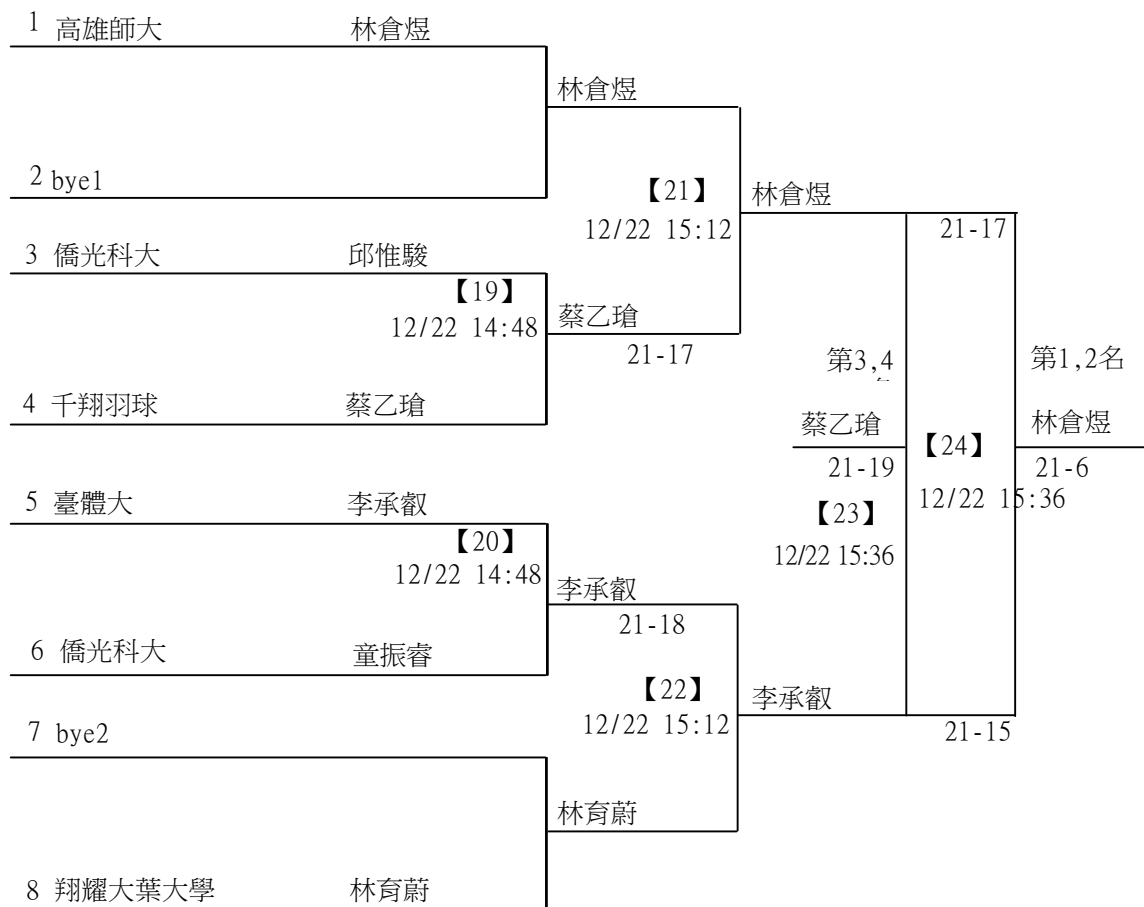 1 高雄師大 林倉煜
林倉煜
2 bye1
【21】
林倉煜
12/22 15:12
21-17
3 僑光科大 邱惟駿
【19】
12/22 14:48
蔡乙瑲
21-17
第3,4
第1,2名
4 千翔羽球 蔡乙瑲
蔡乙瑲
【24】
林倉煜
21-19
21-6
12/22 15:36
5 臺體大 李承叡
【23】
【20】
12/22 15:36
12/22 14:48
李承叡
21-18
6 僑光科大 童振睿
【22】
李承叡
12/22 15:12
21-15
7 bye2
林育蔚
8 翔耀大葉大學 林育蔚